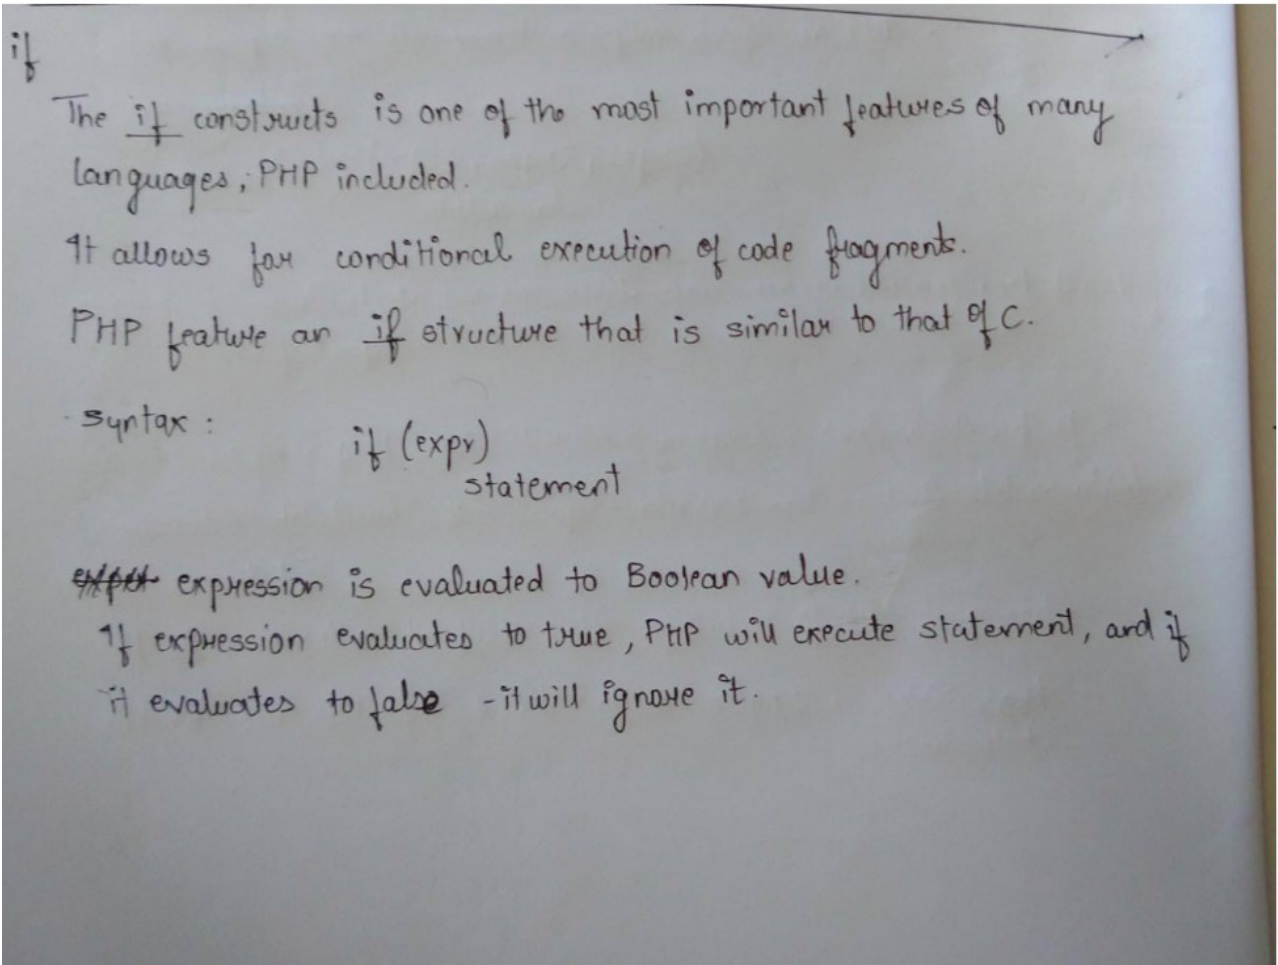 if
The if constructs is one of the most important features of many
languages, PHP included.
It allows for conditional execution of code fragments.
PHP feature an if structure that is similar to that of C.
Syntax :
if (expr)
statement
expression is evaluated to Boolean value.
If expression evaluates to true, PHP will execute statement, and if
it evaluates to false - it will ignore it.